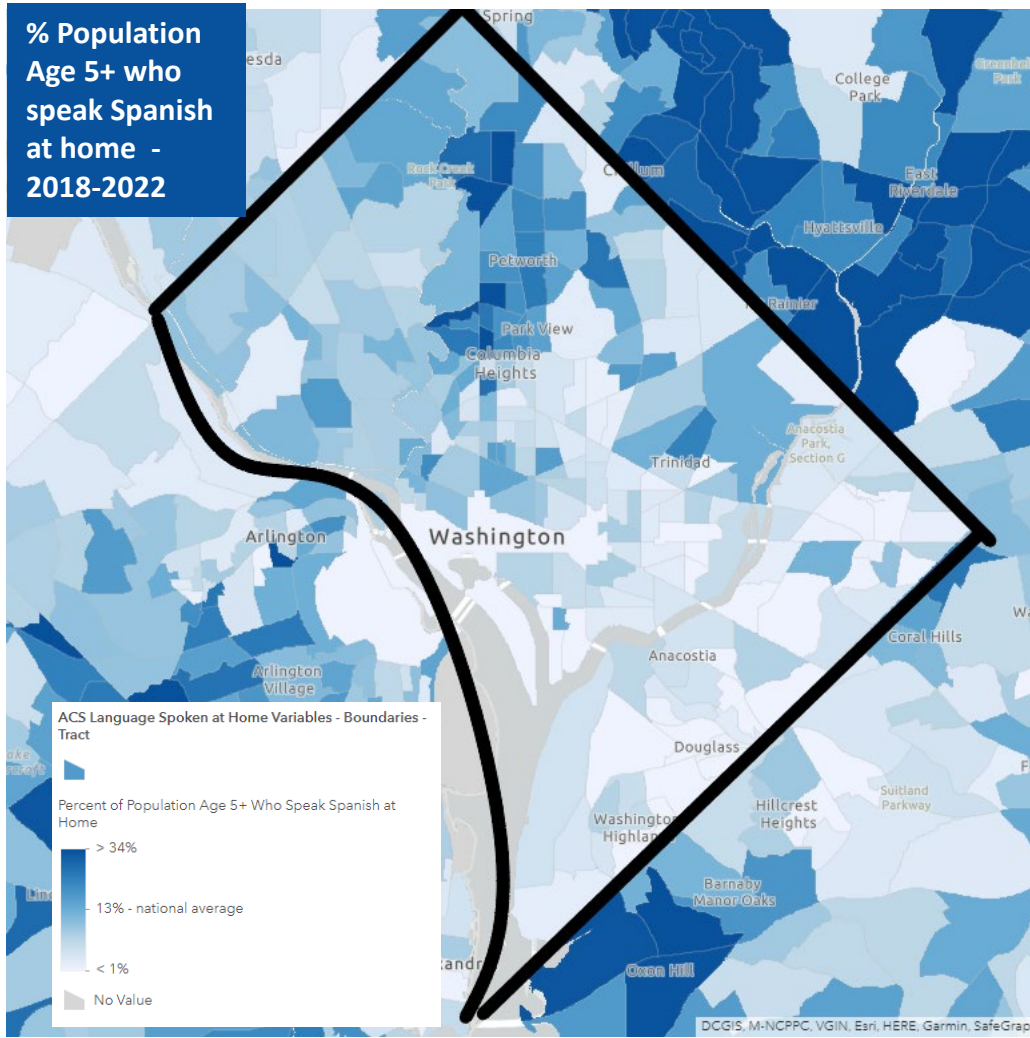 % Population
Age 5+ who
speak Spanish
at home -
2018-2022
Spring
esda
College
Park
Greenbelt
Park
Rock Creek
Park
East
Riverdale
Hyattsville
Petworth
Rainier
Park View
Columbia
Heights
Anacostia
Park,
Section G
Trinidad
Arlington
Washington
Coral Hills
Anacostia
Arlington
Village
Douglass
Suitland
Parkway
Hillcrest
Heights
Washington
Highlands
Barnaby
Manor Oaks
Oxon Hill
xandr
ACS Language Spoken at Home Variables - Boundaries -
Tract
Percent of Population Age 5+ Who Speak Spanish at
Home
> 34%
13% - national average
< 1%
No Value
DCGIS, M-NCPPC, VGIN, Esri, HERE, Garmin, SafeGrap